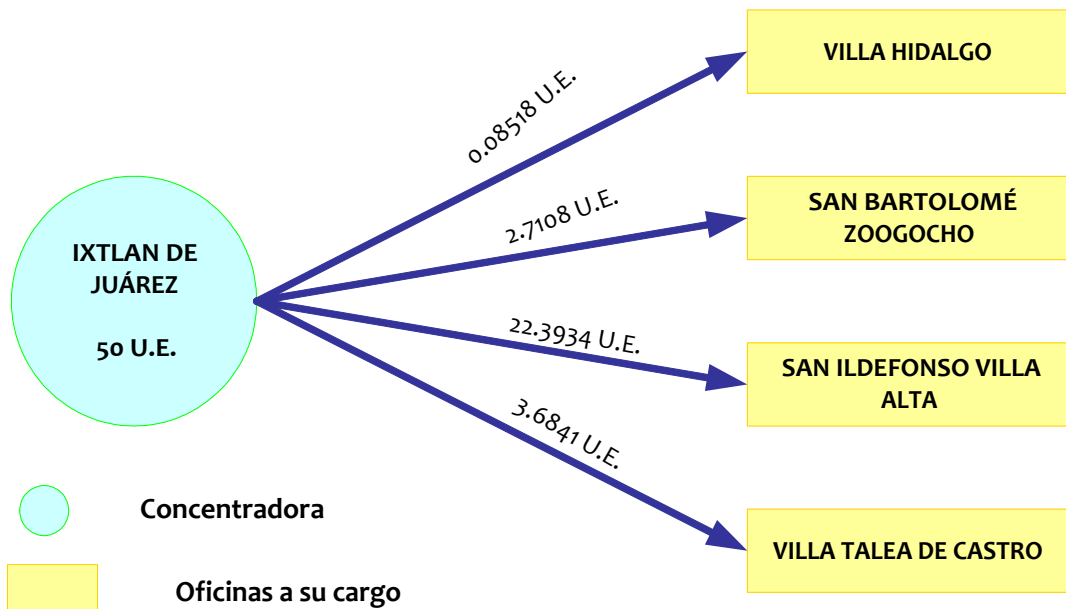 VILLA HIDALGO
0.08518 U.E.
SAN BARTOLOMÉ
ZOOGOCHO
2.7108 U.E.
IXTLAN DE
JUÁREZ
50 U.E.
22.3934 U.E.
SAN ILDEFONSO VILLA
ALTA
3.6841 U.E.
VILLA TALEA DE CASTRO
Concentradora
Oficinas a su cargo